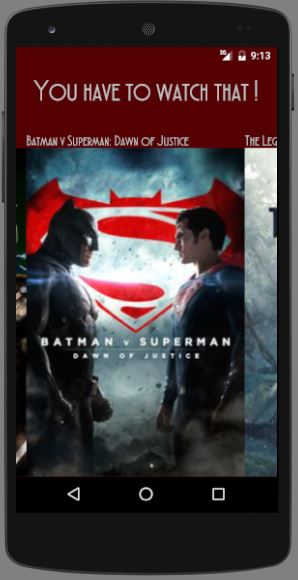 3G 9:13
You have to watch that !
Batman v Superman: Dawn of Justice
The Leg
BATMAN v SUPERMAN
DAWN OF JUSTICE